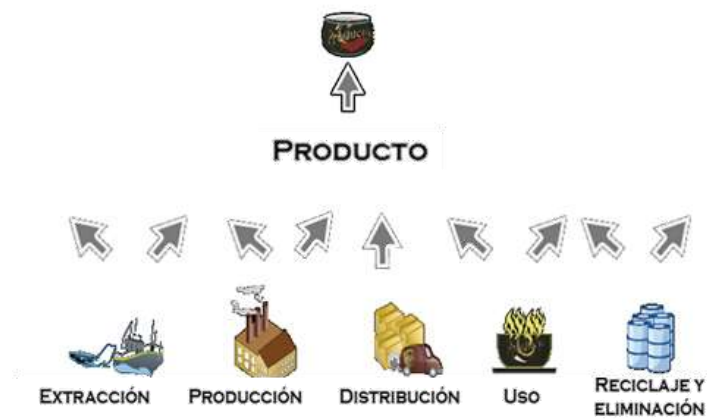 PRODUCTO
EXTRACCIÓN
PRODUCCIÓN
DISTRIBUCIÓN
USO
RECICLAJE Y
ELIMINACIÓN